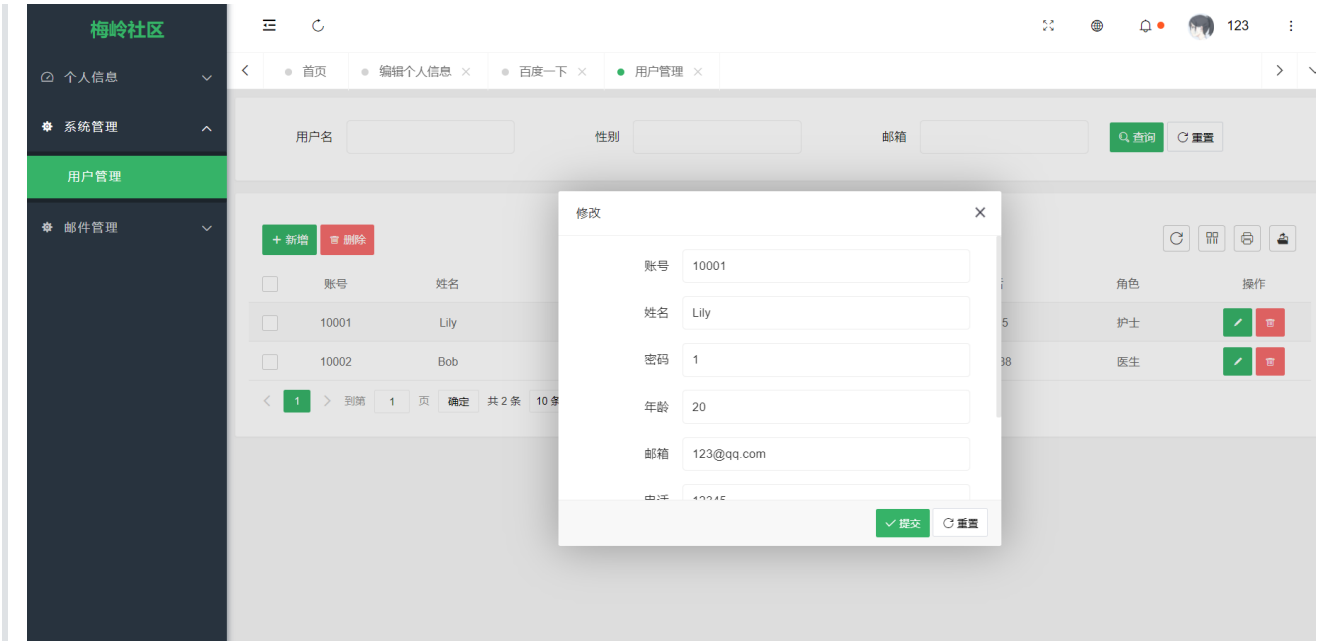 梅岭社区
123
个人信息
首页
编辑个人信息
百度一下
用户管理
系统管理
用户名
性别
邮箱
查询
重置
用户管理
邮件管理
修改
新增
删除
账号 10001
账号 姓名
角色 操作
姓名 Lily
10001 Lily
5 护士
密码 1
10002 Bob
38 医生
1 到第 1 页 确定 共 2 条
年龄 20
邮箱 123@qq.com
电话 12345
提交
重置